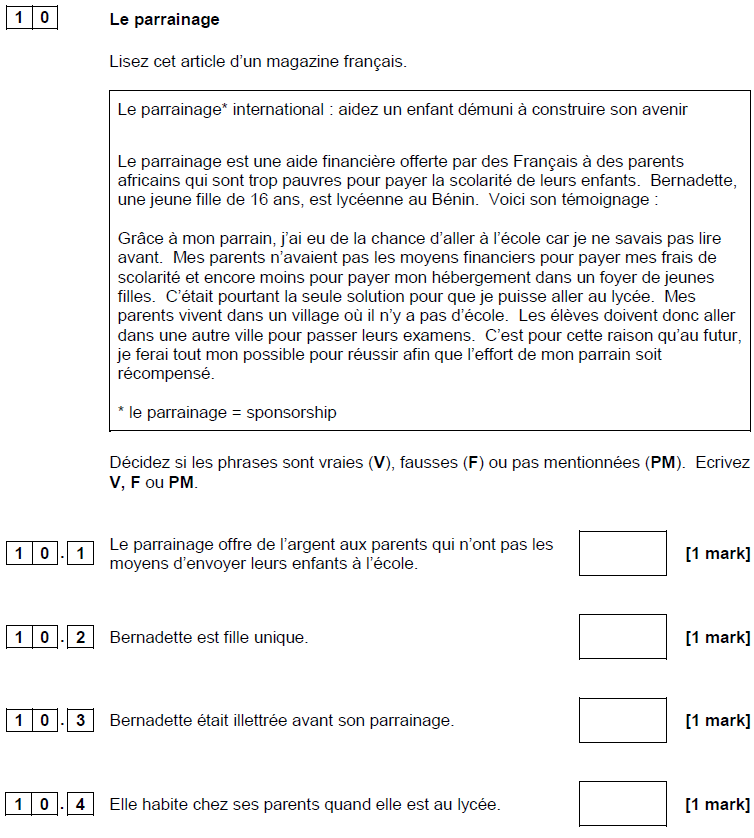 10 Le parrainage
Lisez cet article d’un magazine français.
Le parrainage* international : aidez un enfant démuni à construire son avenir
Le parrainage est une aide financière offerte par des Français à des parents
africains qui sont trop pauvres pour payer la scolarité de leurs enfants. Bernadette,
une jeune fille de 16 ans, est lycéenne au Bénin. Voici son témoignage :
Grâce à mon parrain, j’ai eu de la chance d’aller à l’école car je ne savais pas lire
avant. Mes parents n’avaient pas les moyens financiers pour payer mes frais de
scolarité et encore moins pour payer mon hébergement dans un foyer de jeunes
filles. C’était pourtant la seule solution pour que je puisse aller au lycée. Mes
parents vivent dans un village où il n’y a pas d’école. Les élèves doivent donc aller
dans une autre ville pour passer leurs examens. C’est pour cette raison qu’au futur,
je ferai tout mon possible pour réussir afin que l’effort de mon parrain soit
récompensé.
* le parrainage = sponsorship
Décidez si les phrases sont vraies (V), fausses (F) ou pas mentionnées (PM). Ecrivez
V, F ou PM.
10.1 Le parrainage offre de l’argent aux parents qui n’ont pas les
moyens d’envoyer leurs enfants à l’école. [1 mark]
10.2 Bernadette est fille unique. [1 mark]
10.3 Bernadette était illettrée avant son parrainage. [1 mark]
10.4 Elle habite chez ses parents quand elle est au lycée. [1 mark]